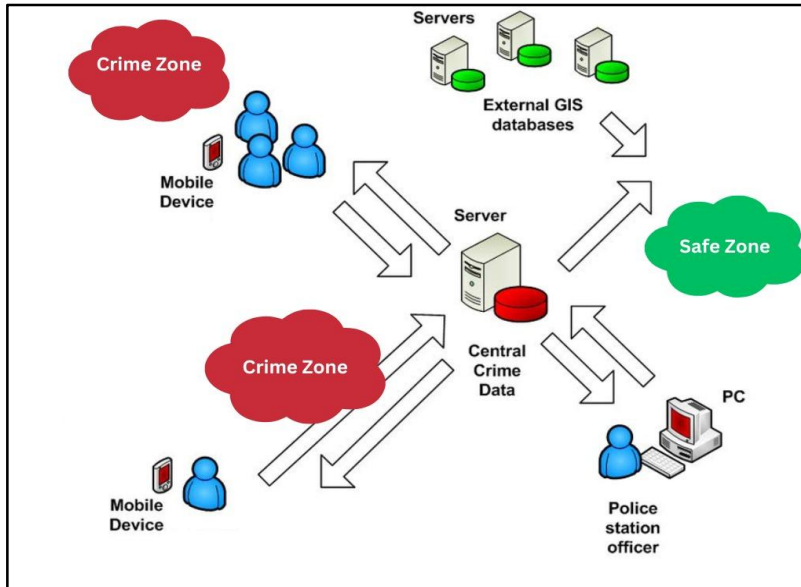 Servers
Crime Zone
External GIS
databases
Mobile
Device
Server
Safe Zone
Crime Zone
Central
Crime
Data
PC
Mobile
Device
Police
station
officer